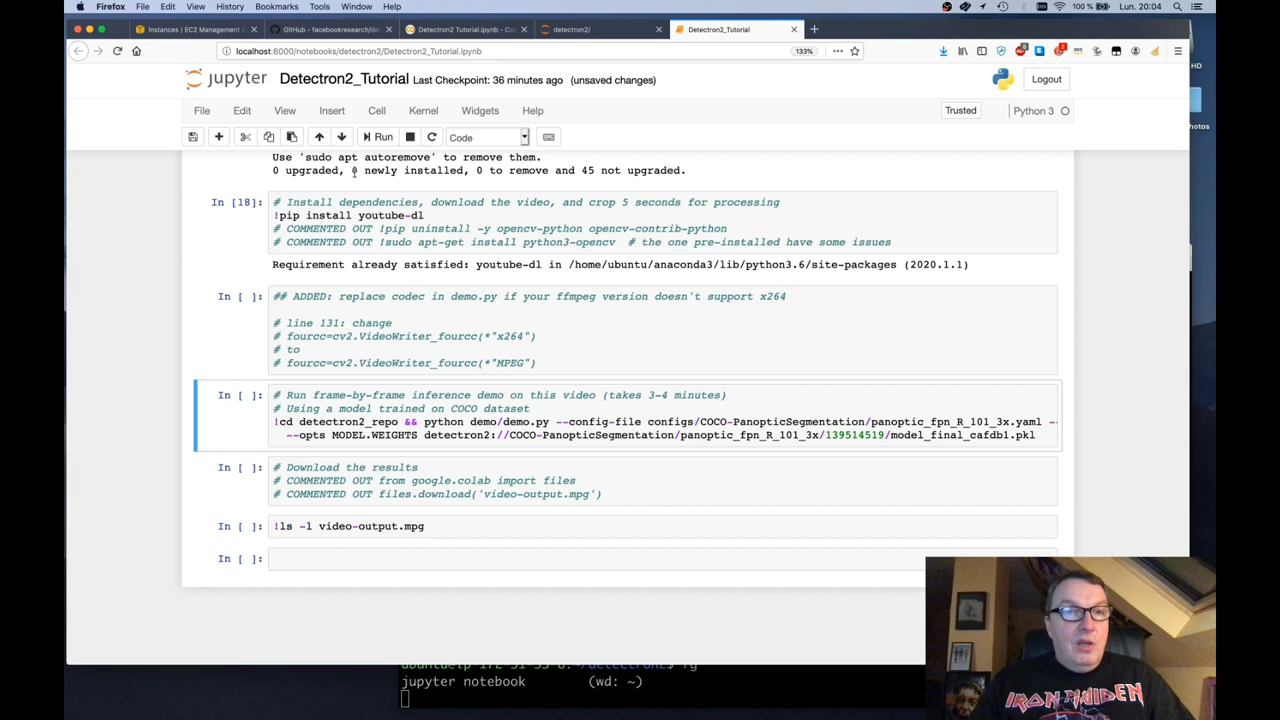 Firefox File Edit View History Bookmarks Tools Window Help 100 % Lun. 20:04
Instances | EC2 Management C
GitHub - facebookresearch/de
Detectron2 Tutorial.ipynb - Co
detectron2/
Detectron2_Tutorial
localhost:8000/notebooks/detectron2/Detectron2_Tutorial.ipynb 133%
HD
jupyter Detectron2_Tutorial Last Checkpoint: 36 minutes ago (unsaved changes) Logout
File Edit View Insert Cell Kernel Widgets Help Trusted Python 3
hotos
Run Code
Use 'sudo apt autoremove' to remove them.
0 upgraded, 0 newly installed, 0 to remove and 45 not upgraded.
In [18]: # Install dependencies, download the video, and crop 5 seconds for processing
!pip install youtube-dl
# COMMENTED OUT !pip uninstall -y opencv-python opencv-contrib-python
# COMMENTED OUT !sudo apt-get install python3-opencv # the one pre-installed have some issues
Requirement already satisfied: youtube-dl in /home/ubuntu/anaconda3/lib/python3.6/site-packages (2020.1.1)
In [ ]: ## ADDED: replace codec in demo.py if your ffmpeg version doesn't support x264
# line 131: change
# fourcc=cv2.VideoWriter_fourcc(*"x264")
# to
# fourcc=cv2.VideoWriter_fourcc(*"MPEG")
In [ ]: # Run frame-by-frame inference demo on this video (takes 3-4 minutes)
# Using a model trained on COCO dataset
!cd detectron2_repo && python demo/demo.py --config-file configs/COCO-PanopticSegmentation/panoptic_fpn_R_101_3x.yaml --
--opts MODEL.WEIGHTS detectron2://COCO-PanopticSegmentation/panoptic_fpn_R_101_3x/139514519/model_final_cafdb1.pkl
In [ ]: # Download the results
# COMMENTED OUT from google.colab import files
# COMMENTED OUT files.download('video-output.mpg')
In [ ]: !ls -l video-output.mpg
In [ ]:
jupyter notebook (wd: ~)
IRON MAIDEN